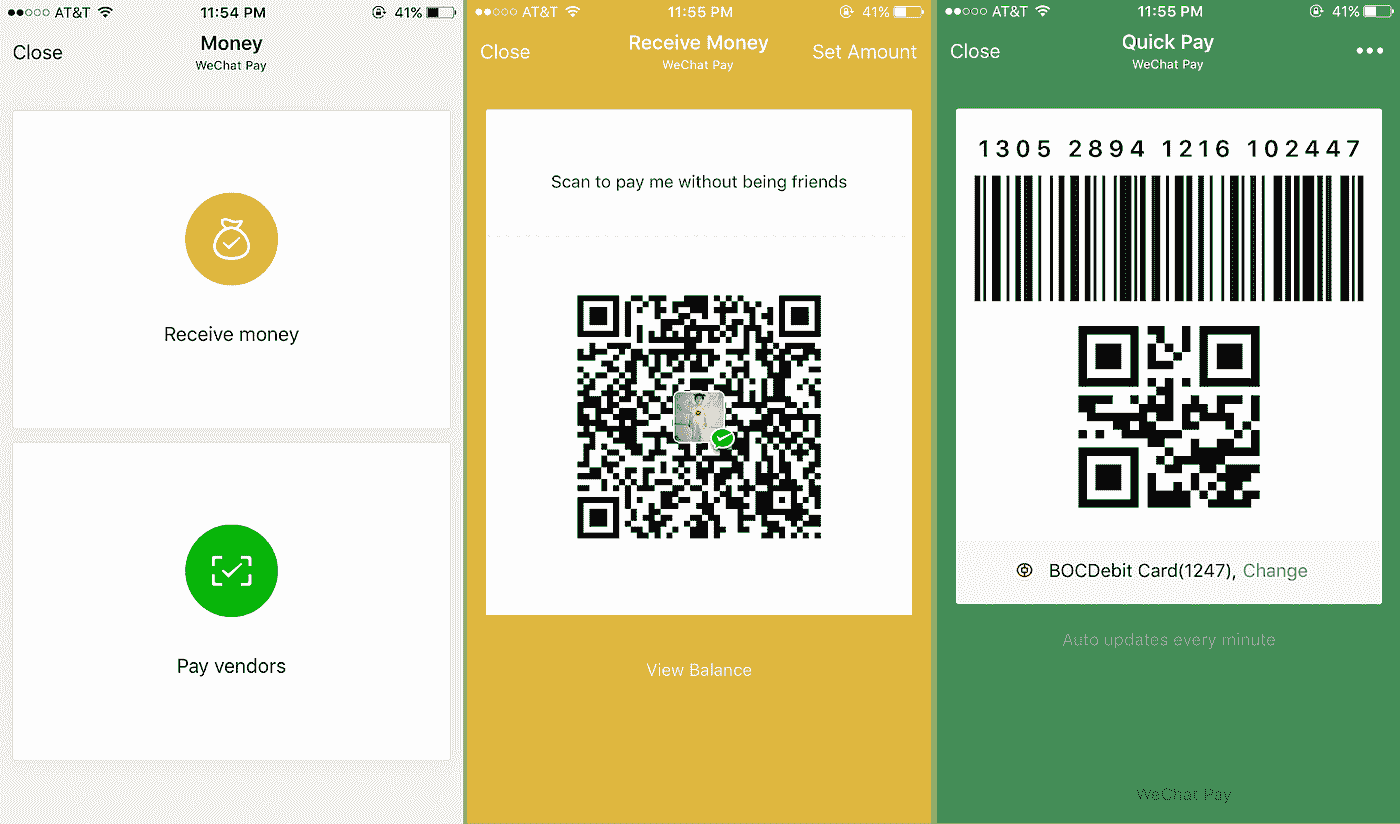 AT&T 11:54 PM 41%
Close
Money
WeChat Pay
Receive money
Pay vendors
AT&T 11:55 PM 41%
Close
Receive Money
WeChat Pay
Set Amount
Scan to pay me without being friends
View Balance
AT&T 11:55 PM 41%
Close
Quick Pay
WeChat Pay
1305 2894 1216 102447
BOCDebit Card(1247), Change
Auto updates every minute
WeChat Pay